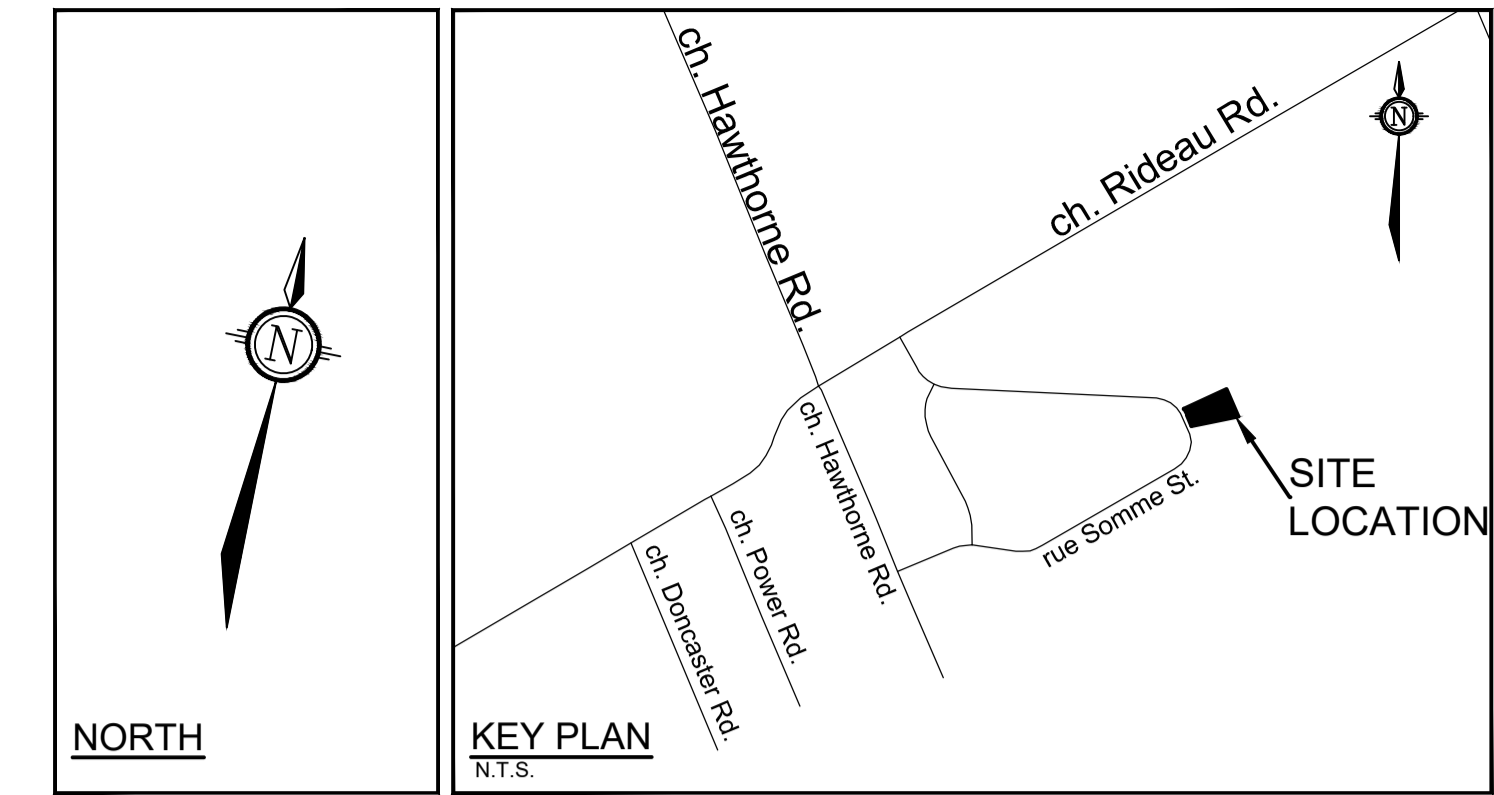 N
NORTH
ch. Hawthorne Rd.
ch. Rideau Rd.
N
ch. Hawthorne Rd.
SITE
LOCATION
rue Somme St.
ch. Power Rd.
ch. Doncaster Rd.
KEY PLAN
N.T.S.